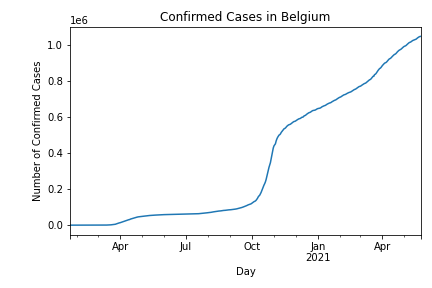 Confirmed Cases in Belgium
1e6
1.0
0.8
0.6
0.4
0.2
0.0
Number of Confirmed Cases
Apr Jul Oct Jan Apr
2021
Day